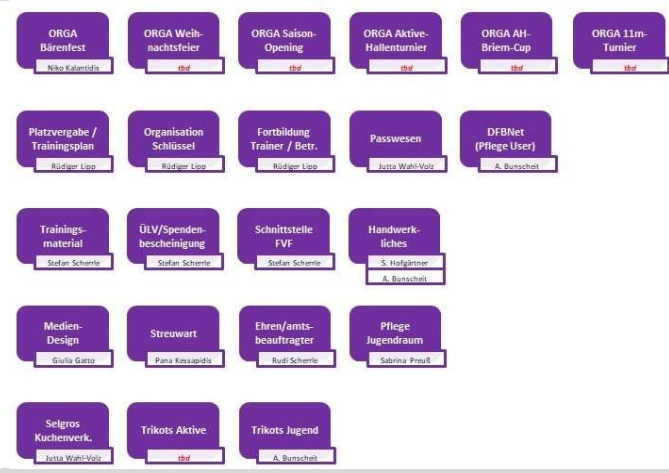 ORGA
Bärenfest
Niko Kalantidis
ORGA Weih-
nachtsfeier
tbd
ORGA Saison-
Opening
tbd
ORGA Aktive-
Hallenturnier
tbd
ORGA AH-
Briem-Cup
tbd
ORGA 11m-
Turnier
tbd
Platzvergabe /
Trainingsplan
Rüdiger Lipp
Organisation
Schlüssel
Rüdiger Lipp
Fortbildung
Trainer / Betr.
Rüdiger Lipp
Passwesen
Jutta Wahl-Volz
DFBNet
(Pflege User)
A. Bunscheit
Trainings-
material
Stefan Scherrle
ÜLV/Spenden-
bescheinigung
Stefan Scherrle
Schnittstelle
FVF
Stefan Scherrle
Handwerk-
liches
S. Hofgärtner
A. Bunscheit
Medien-
Design
Giulia Gatto
Streuwart
Pana Kessapidis
Ehren/amts-
beauftragter
Rudi Scherrle
Pflege
Jugendraum
Sabrina Preuß
Selgros
Kuchenverk.
Jutta Wahl-Volz
Trikots Aktive
tbd
Trikots Jugend
A. Bunscheit